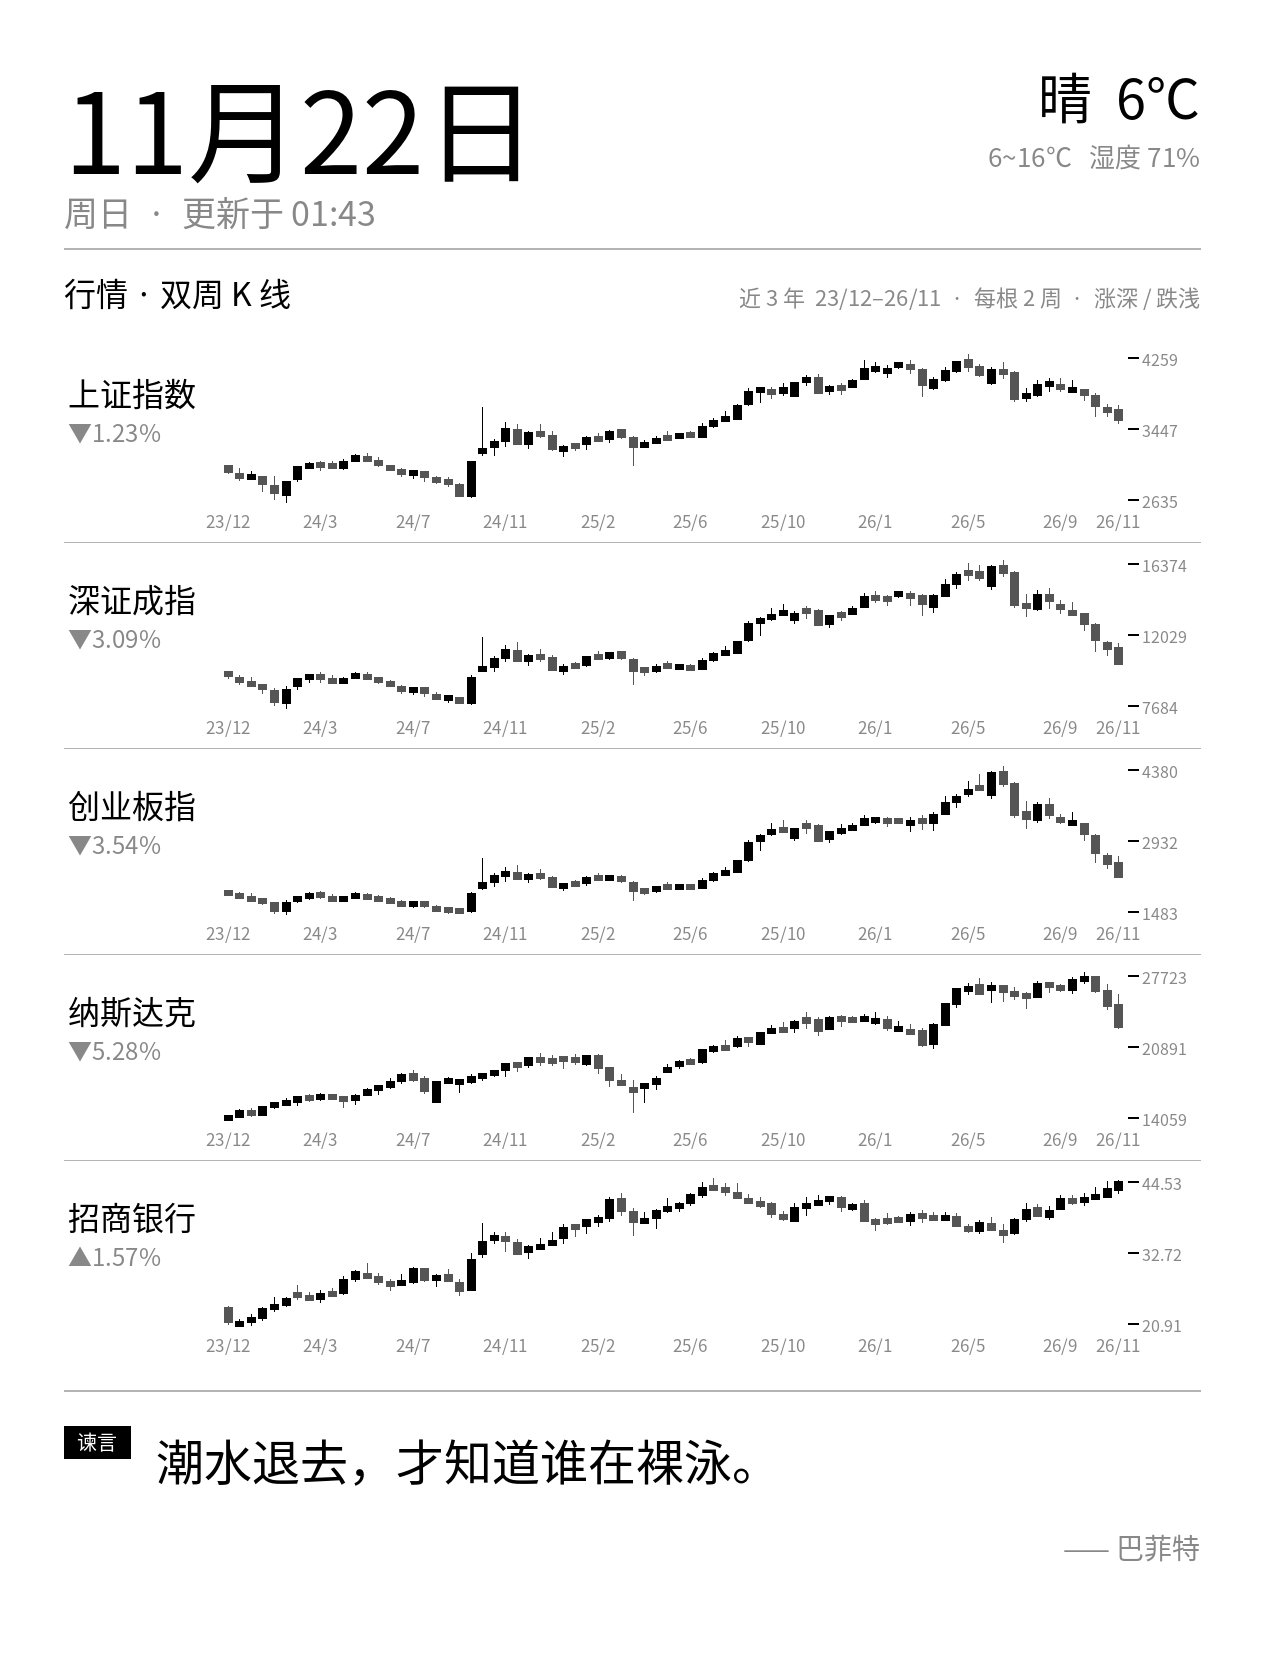 11月22日
晴 6℃
6~16℃ 湿度 71%
周日 · 更新于 01:43
行情 · 双周 K 线
近 3 年 23/12–26/11 · 每根 2 周 · 涨深 / 跌浅
上证指数
▼1.23%
4259
3447
2635
23/12 24/3 24/7 24/11 25/2 25/6 25/10 26/1 26/5 26/9 26/11
深证成指
▼3.09%
16374
12029
7684
23/12 24/3 24/7 24/11 25/2 25/6 25/10 26/1 26/5 26/9 26/11
创业板指
▼3.54%
4380
2932
1483
23/12 24/3 24/7 24/11 25/2 25/6 25/10 26/1 26/5 26/9 26/11
纳斯达克
▼5.28%
27723
20891
14059
23/12 24/3 24/7 24/11 25/2 25/6 25/10 26/1 26/5 26/9 26/11
招商银行
▲1.57%
44.53
32.72
20.91
23/12 24/3 24/7 24/11 25/2 25/6 25/10 26/1 26/5 26/9 26/11
谏言
潮水退去，才知道谁在裸泳。
—— 巴菲特